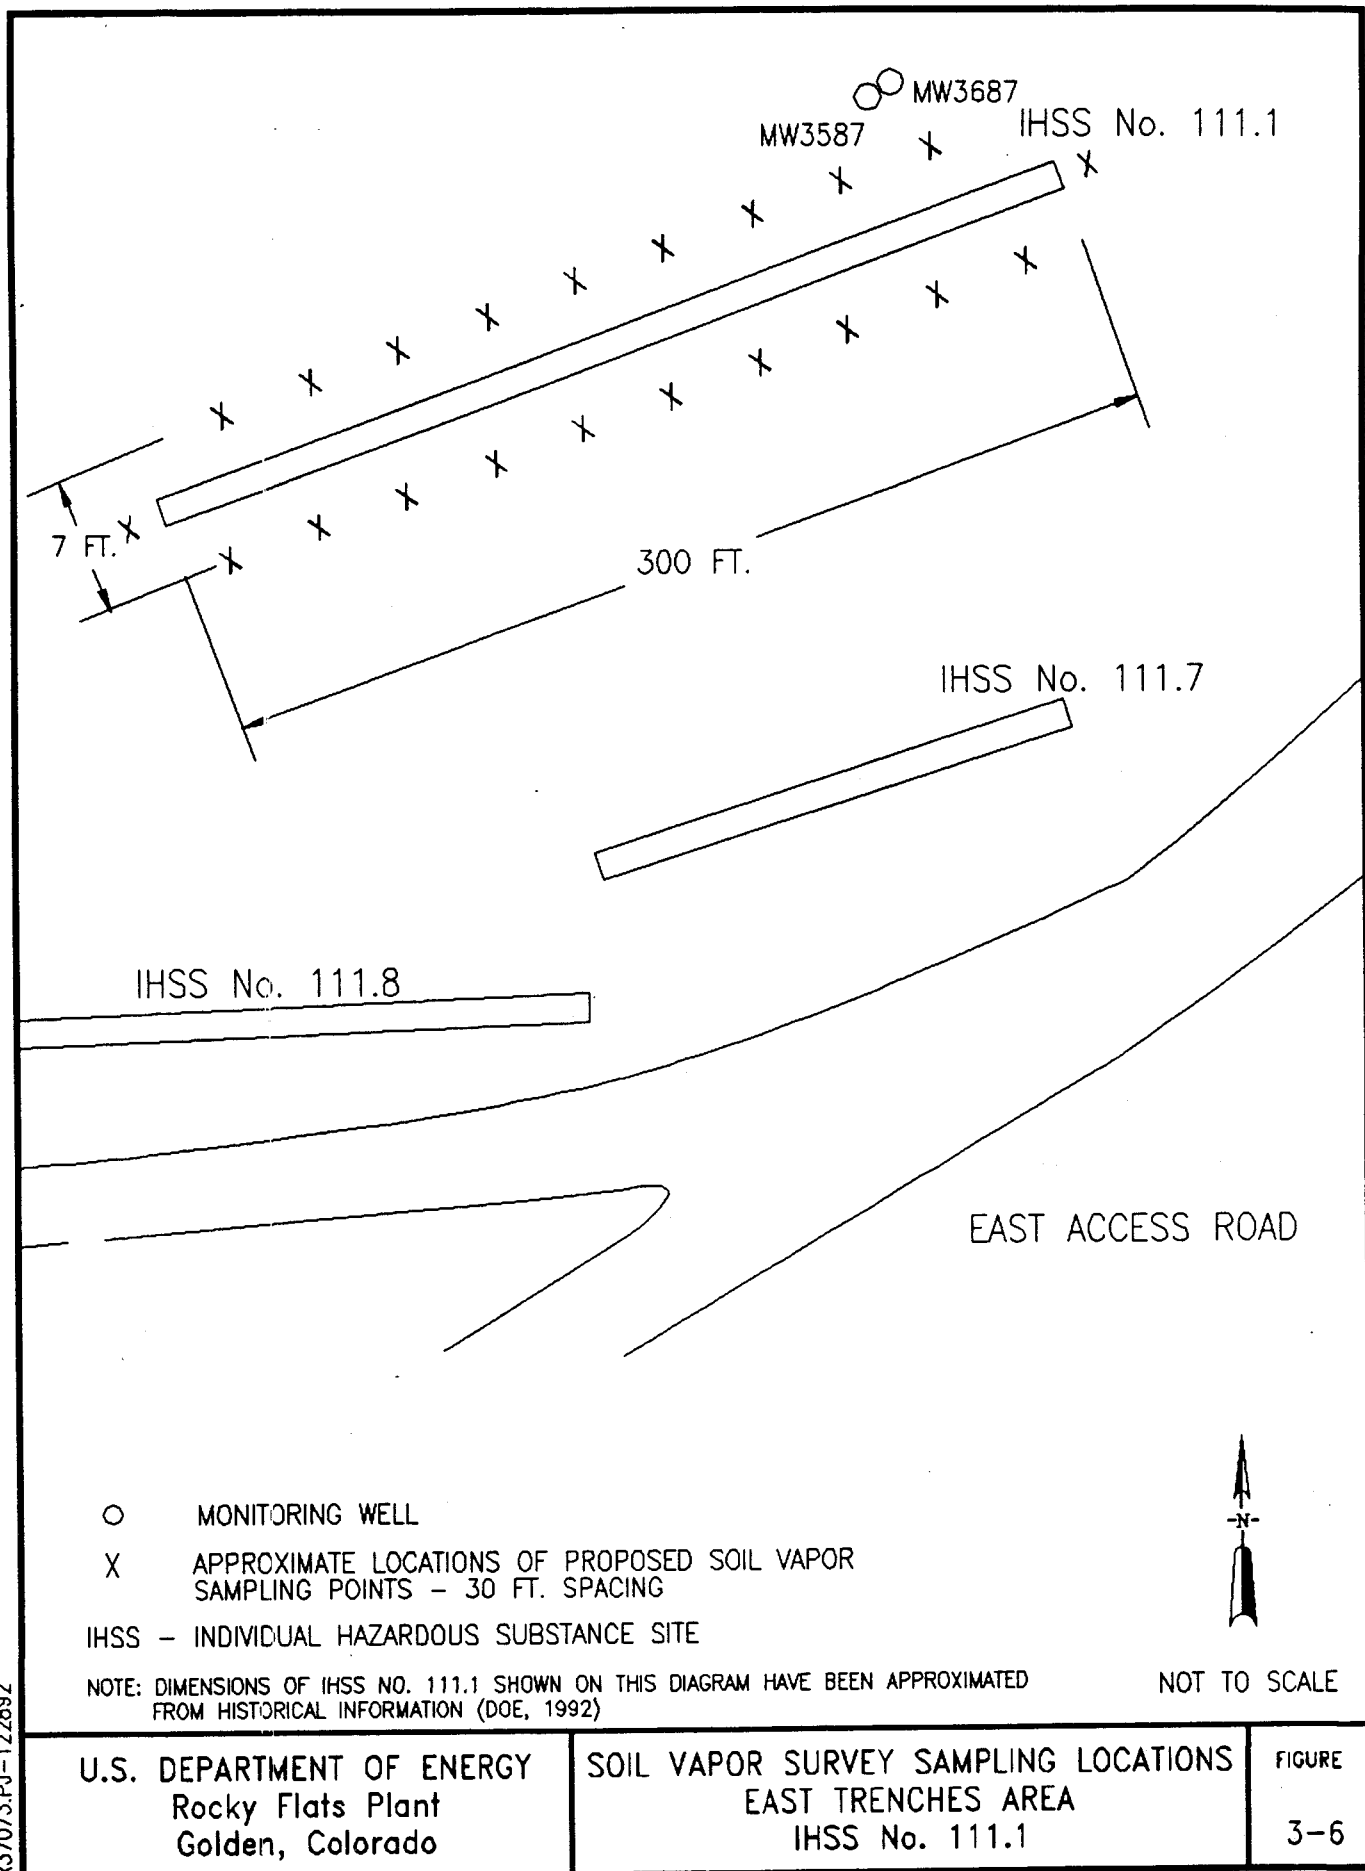 MW3687
MW3587
IHSS No. 111.1
7 FT.
300 FT.
IHSS No. 111.7
IHSS No. 111.8
EAST ACCESS ROAD
MONITORING WELL
X APPROXIMATE LOCATIONS OF PROPOSED SOIL VAPOR
SAMPLING POINTS – 30 FT. SPACING
IHSS – INDIVIDUAL HAZARDOUS SUBSTANCE SITE
NOTE: DIMENSIONS OF IHSS NO. 111.1 SHOWN ON THIS DIAGRAM HAVE BEEN APPROXIMATED
FROM HISTORICAL INFORMATION (DOE, 1992)
-N-
NOT TO SCALE
U.S. DEPARTMENT OF ENERGY
Rocky Flats Plant
Golden, Colorado
SOIL VAPOR SURVEY SAMPLING LOCATIONS
EAST TRENCHES AREA
IHSS No. 111.1
FIGURE
3-6